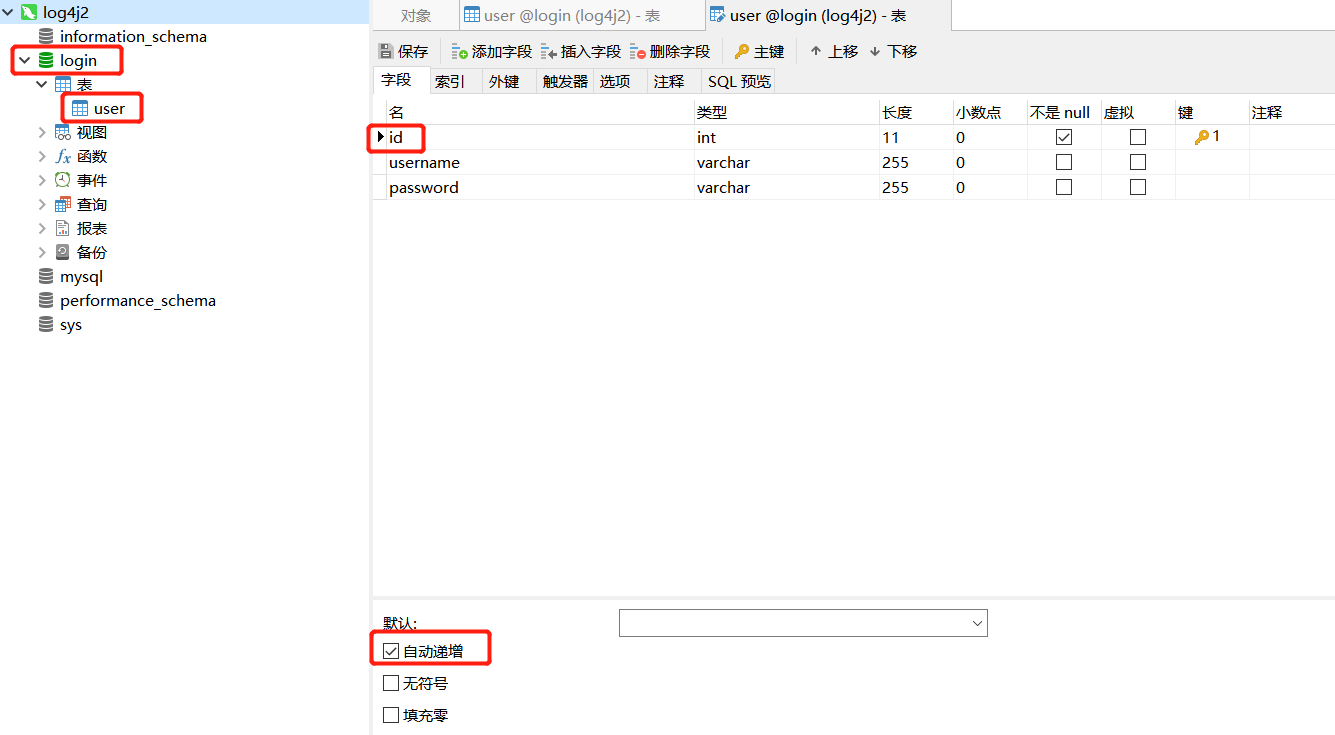 log4j2
information_schema
login
表
user
视图
函数
事件
查询
报表
备份
mysql
performance_schema
sys
对象 user @login (log4j2) - 表 user @login (log4j2) - 表
保存 添加字段 插入字段 删除字段 主键 上移 下移
字段 索引 外键 触发器 选项 注释 SQL 预览
名 类型 长度 小数点 不是 null 虚拟 键 注释
id int 11 0 1
username varchar 255 0
password varchar 255 0
默认:
自动递增
无符号
填充零